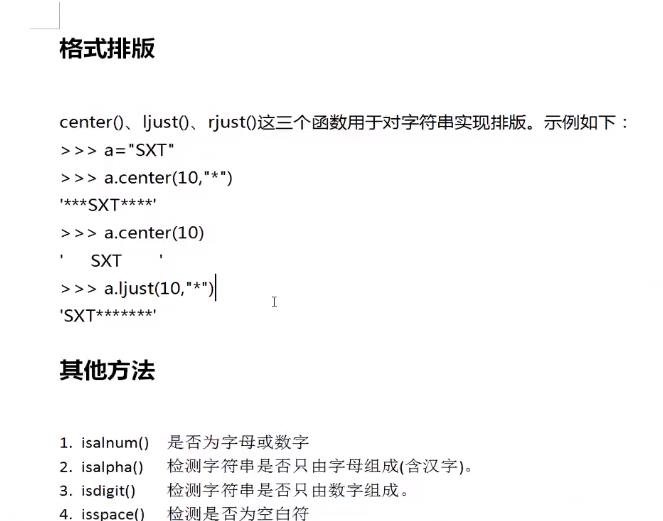 格式排版
center()、ljust()、rjust()这三个函数用于对字符串实现排版。示例如下：
>>> a="SXT"
>>> a.center(10,"*")
'***SXT****'
>>> a.center(10)
'   SXT    '
>>> a.ljust(10,"*")
'SXT*******'
其他方法
1. isalnum() 是否为字母或数字
2. isalpha() 检测字符串是否只由字母组成(含汉字)。
3. isdigit() 检测字符串是否只由数字组成。
4. isspace() 检测是否为空白符